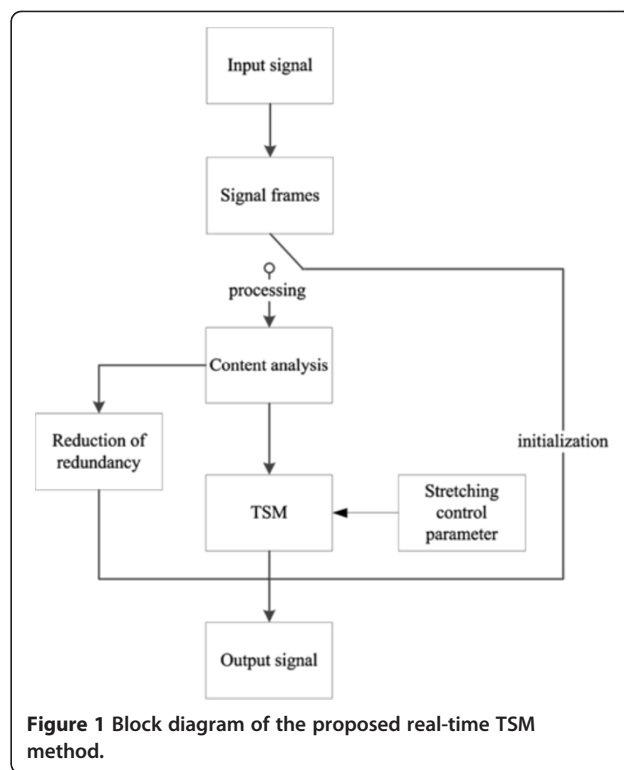 Input signal
Signal frames
processing
Content analysis
Reduction of
redundancy
initialization
TSM
Stretching
control
parameter
Output signal
Figure 1 Block diagram of the proposed real-time TSM
method.